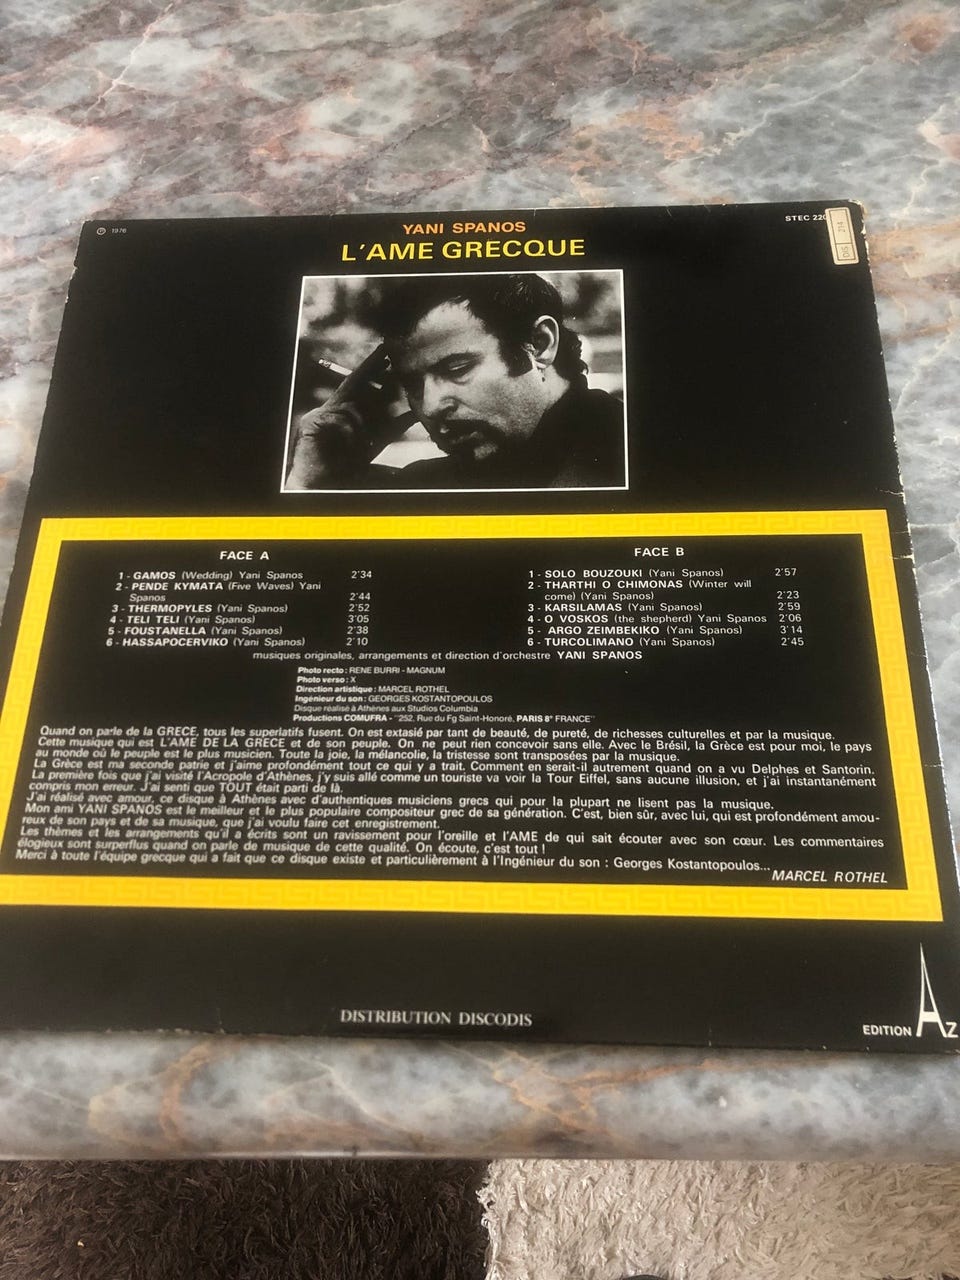 ℗ 1976
YANI SPANOS
STEC 220
L'AME GRECQUE
DIS 214
FACE A
1 - GAMOS (Wedding) Yani Spanos 2'34
2 - PENDE KYMATA (Five Waves) Yani
Spanos 2'44
3 - THERMOPYLES (Yani Spanos) 2'52
4 - TELI TELI (Yani Spanos) 3'05
5 - FOUSTANELLA (Yani Spanos) 2'38
6 - HASSAPOCERVIKO (Yani Spanos) 2'10
FACE B
1 - SOLO BOUZOUKI (Yani Spanos) 2'57
2 - THARTHI O CHIMONAS (Winter will
come) (Yani Spanos) 2'23
3 - KARSILAMAS (Yani Spanos) 2'59
4 - O VOSKOS (the shepherd) Yani Spanos 2'06
5 - ARGO ZEIMBEKIKO (Yani Spanos) 3'14
6 - TURCOLIMANO (Yani Spanos) 2'45
musiques originales, arrangements et direction d'orchestre YANI SPANOS
Photo recto : RENE BURRI - MAGNUM
Photo verso : X
Direction artistique : MARCEL ROTHEL
Ingénieur du son : GEORGES KOSTANTOPOULOS
Disque réalisé à Athènes aux Studios Columbia
Productions COMUFRA - "252, Rue du Fg Saint-Honoré, PARIS 8e FRANCE"
Quand on parle de la GRECE, tous les superlatifs fusent. On est extasié par tant de beauté, de pureté, de richesses culturelles et par la musique.
Cette musique qui est L'AME DE LA GRECE et de son peuple. On ne peut rien concevoir sans elle. Avec le Brésil, la Grèce est pour moi, le pays
au monde où le peuple est le plus musicien. Toute la joie, la mélancolie, la tristesse sont transposées par la musique.
La Grèce est ma seconde patrie et j'aime profondément tout ce qui y a trait. Comment en serait-il autrement quand on a vu Delphes et Santorin.
La première fois que j'ai visité l'Acropole d'Athènes, j'y suis allé comme un touriste va voir la Tour Eiffel, sans aucune illusion, et j'ai instantanément
compris mon erreur. J'ai senti que TOUT était parti de là.
J'ai réalisé avec amour, ce disque à Athènes avec d'authentiques musiciens grecs qui pour la plupart ne lisent pas la musique.
Mon ami YANI SPANOS est le meilleur et le plus populaire compositeur grec de sa génération. C'est, bien sûr, avec lui, qui est profondément amou-
reux de son pays et de sa musique, que j'ai voulu faire cet enregistrement.
Les thèmes et les arrangements qu'il a écrits sont un ravissement pour l'oreille et l'AME de qui sait écouter avec son cœur. Les commentaires
élogieux sont surperflus quand on parle de musique de cette qualité. On écoute, c'est tout !
Merci à toute l'équipe grecque qui a fait que ce disque existe et particulièrement à l'Ingénieur du son : Georges Kostantopoulos...
MARCEL ROTHEL
DISTRIBUTION DISCODIS
EDITION AZ